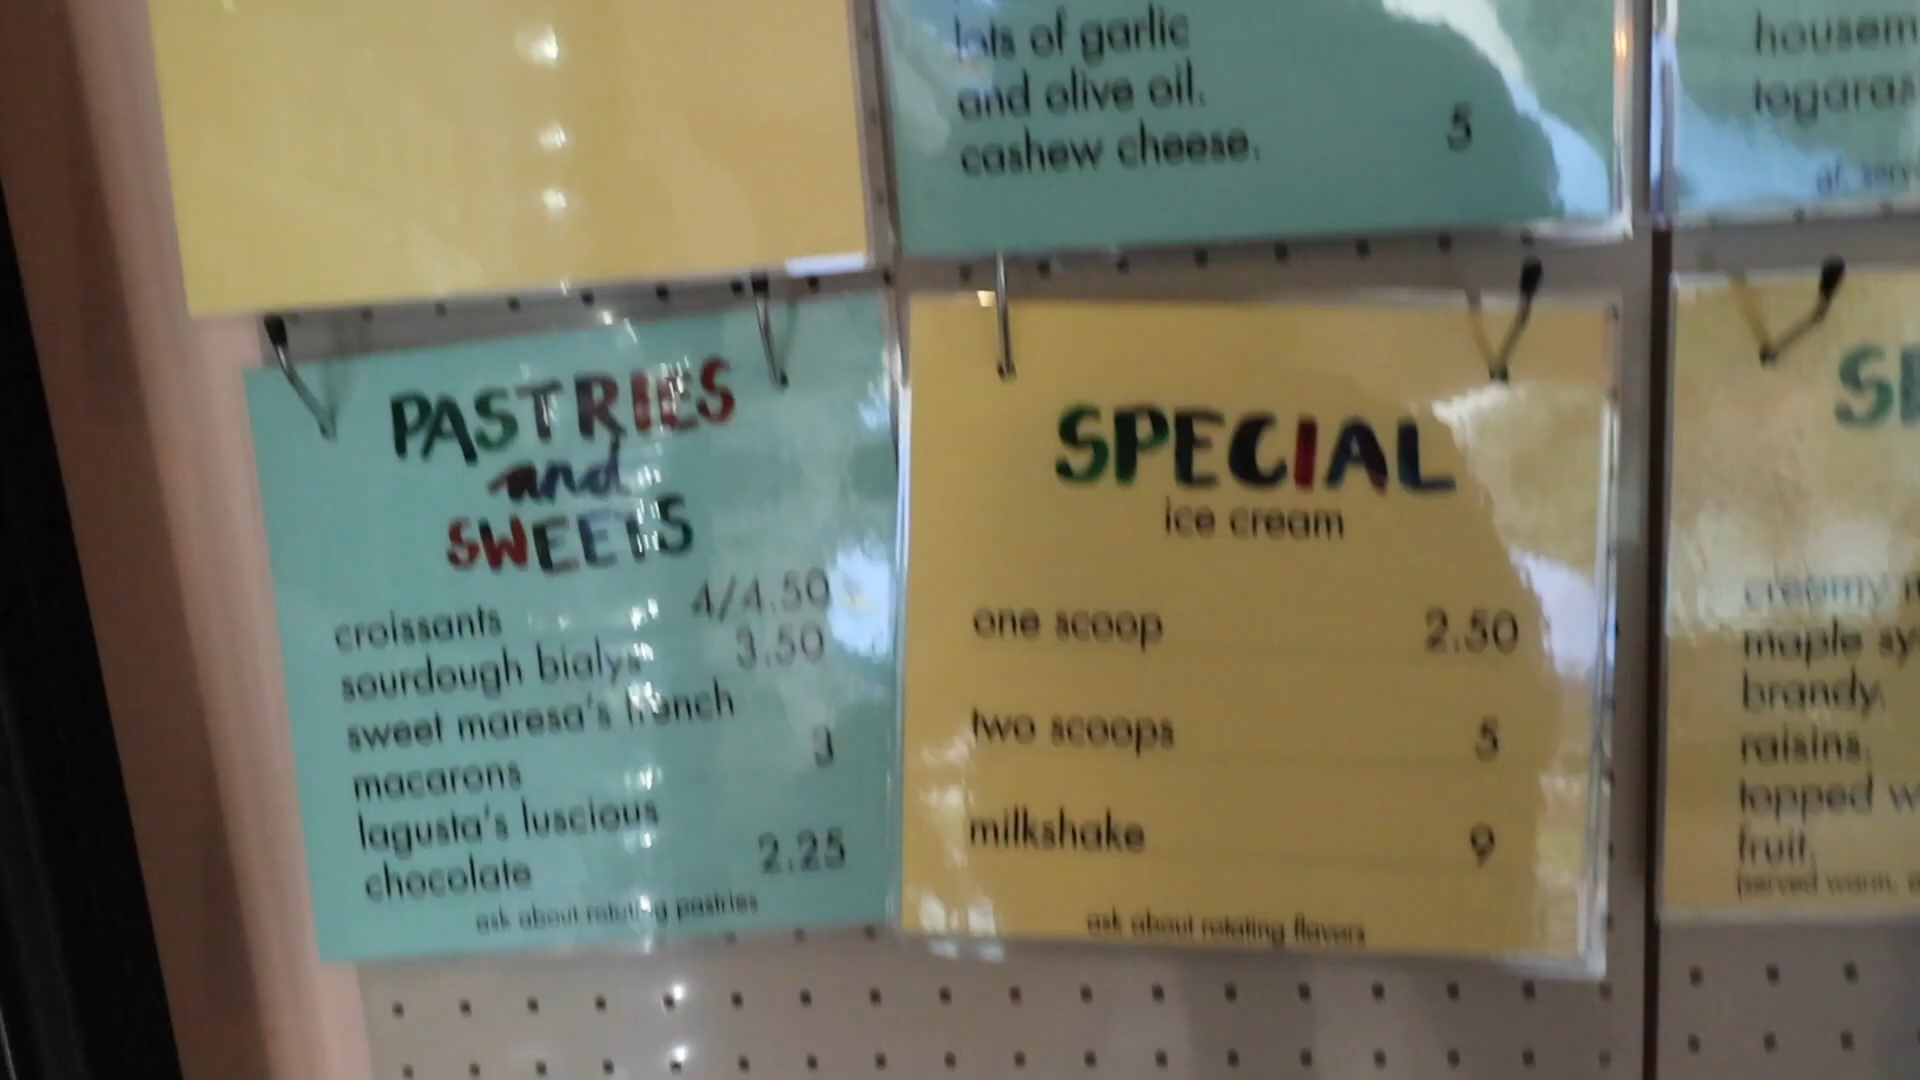 lots of garlic
and olive oil.
cashew cheese. 5
housem
togaras
PASTRIES
and
SWEETS
croissants 4/4.50
sourdough bialys 3.50
sweet maresa's french
macarons 3
lagusta's luscious
chocolate 2.25
ask about rotating pastries
SPECIAL
ice cream
one scoop 2.50
two scoops 5
milkshake 9
ask about rotating flavors
creamy
maple sy
brandy.
raisins.
topped w
fruit.
(served warm.